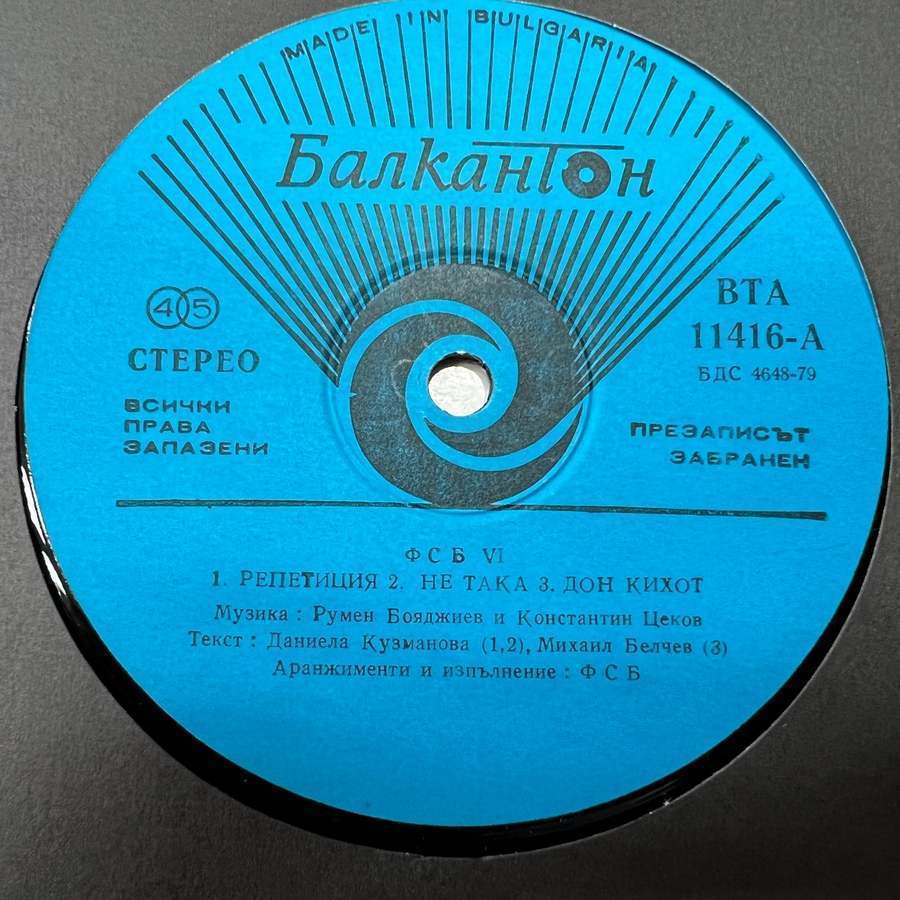 MADE IN BULGARIA
Балкантон
45
СТЕРЕО
ВСИЧКИ
ПРАВА
ЗАПАЗЕНИ
ВТА
11416-А
БДС 4648-79
ПРЕЗАПИСЪТ
ЗАБРАНЕН
Ф С Б VI
1. РЕПЕТИЦИЯ 2. НЕ ТАКА 3. ДОН КИХОТ
Музика : Румен Бояджиев и Константин Цеков
Текст : Даниела Кузманова (1,2), Михаил Белчев (3)
Аранжименти и изпълнение : Ф С Б